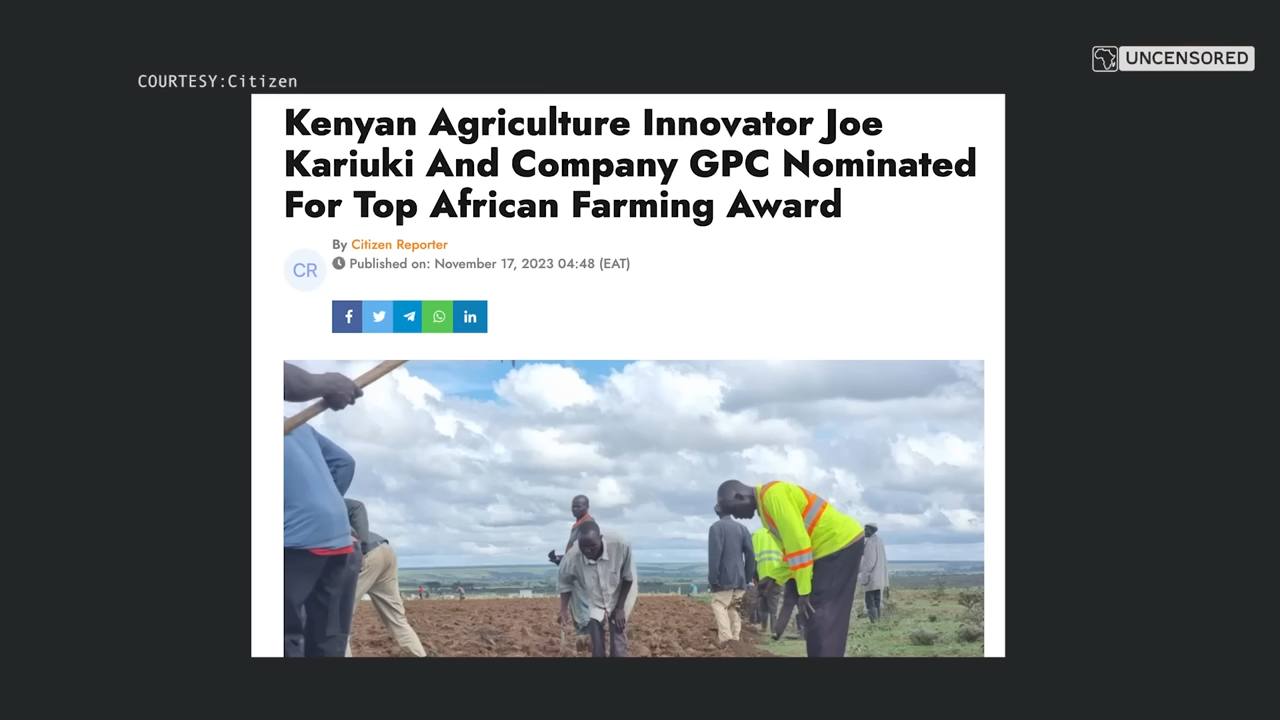 UNCENSORED
COURTESY:Citizen
Kenyan Agriculture Innovator Joe
Kariuki And Company GPC Nominated
For Top African Farming Award
By Citizen Reporter
CR
Published on: November 17, 2023 04:48 (EAT)